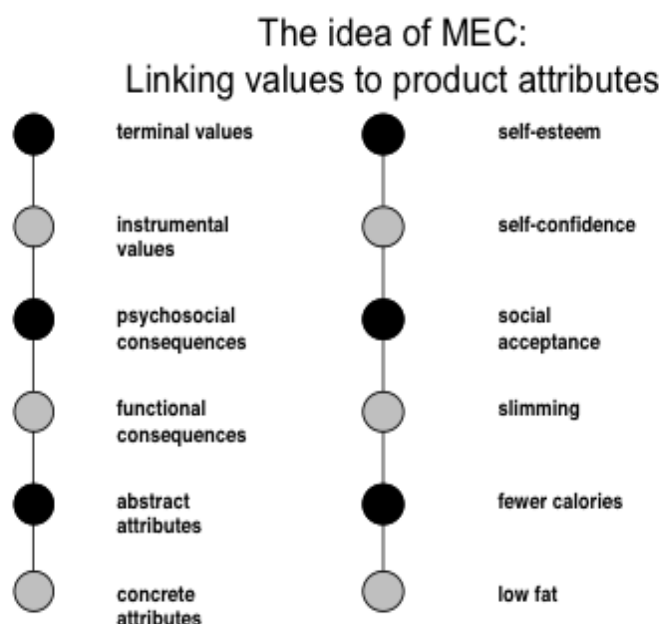 The idea of MEC:
Linking values to product attributes
terminal values
self-esteem
instrumental
values
self-confidence
psychosocial
consequences
social
acceptance
functional
consequences
slimming
abstract
attributes
fewer calories
concrete
attributes
low fat